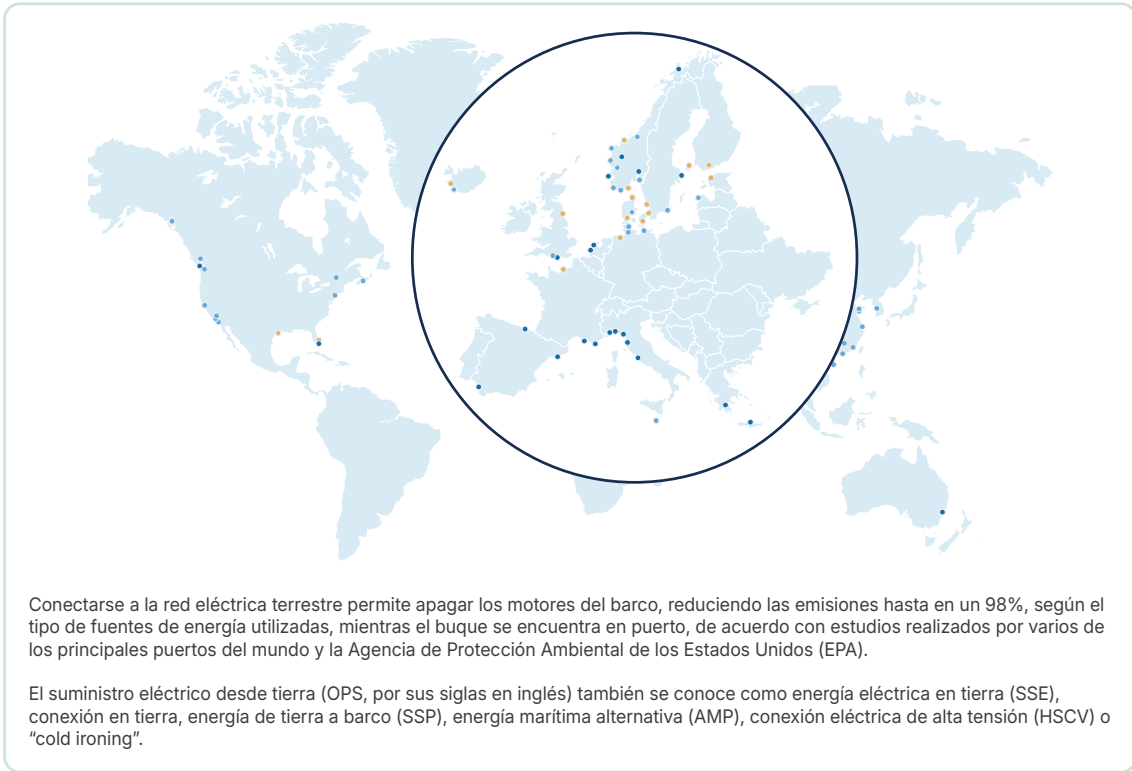 Conectarse a la red eléctrica terrestre permite apagar los motores del barco, reduciendo las emisiones hasta en un 98%, según el
tipo de fuentes de energía utilizadas, mientras el buque se encuentra en puerto, de acuerdo con estudios realizados por varios de
los principales puertos del mundo y la Agencia de Protección Ambiental de los Estados Unidos (EPA).
El suministro eléctrico desde tierra (OPS, por sus siglas en inglés) también se conoce como energía eléctrica en tierra (SSE),
conexión en tierra, energía de tierra a barco (SSP), energía marítima alternativa (AMP), conexión eléctrica de alta tensión (HSCV) o
“cold ironing”.